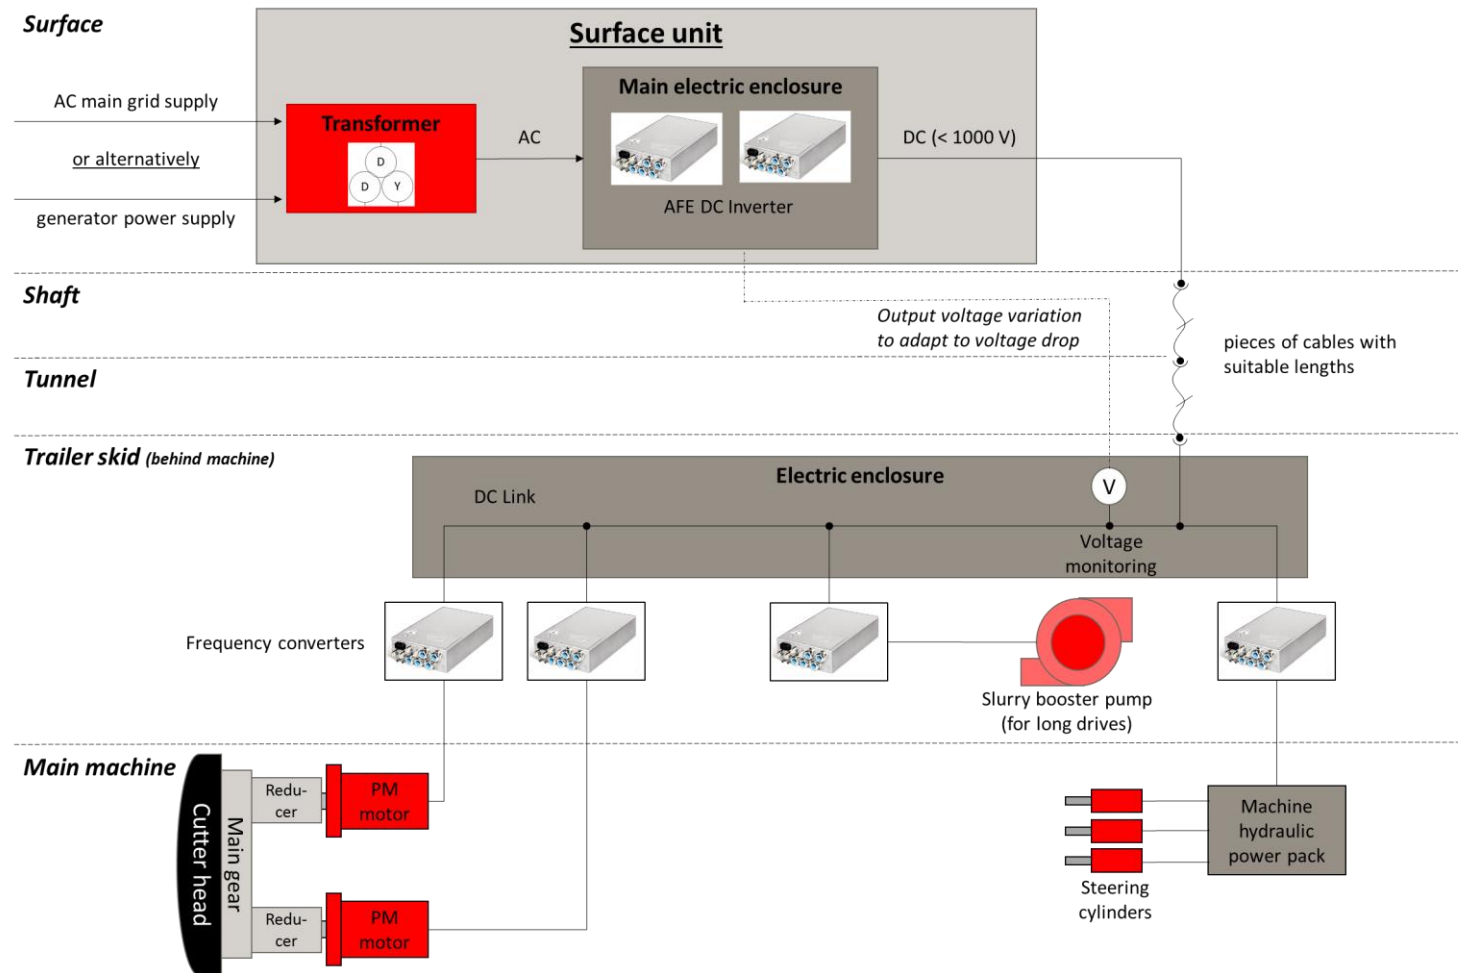 Surface
Surface unit
Main electric enclosure
AC main grid supply
Transformer
AC
DC (< 1000 V)
or alternatively
D
D
Y
AFE DC Inverter
generator power supply
Shaft
Output voltage variation
to adapt to voltage drop
pieces of cables with
suitable lengths
Tunnel
Trailer skid (behind machine)
Electric enclosure
DC Link
V
Voltage
monitoring
Frequency converters
Slurry booster pump
(for long drives)
Main machine
Cutter head
Main gear
Redu-
cer
PM
motor
Redu-
cer
PM
motor
Machine
hydraulic
power pack
Steering
cylinders